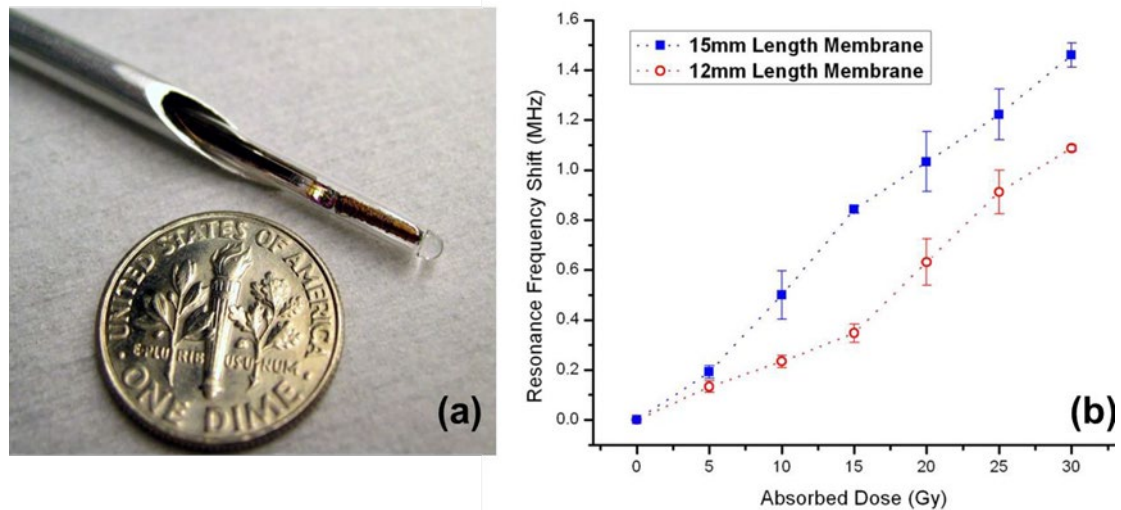 UNITED STATES OF AMERICA
E·PLURIBUS UNUM
ONE DIME
(a)
15mm Length Membrane
12mm Length Membrane
Resonance Frequency Shift (MHz)
1.6
1.4
1.2
1.0
0.8
0.6
0.4
0.2
0.0
0 5 10 15 20 25 30
Absorbed Dose (Gy)
(b)